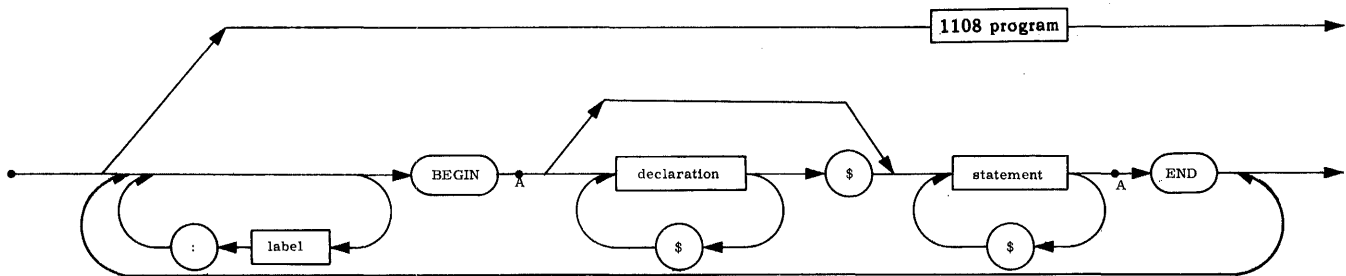 1108 program
BEGIN
A
declaration
$
statement
A
END
:
label
$
$